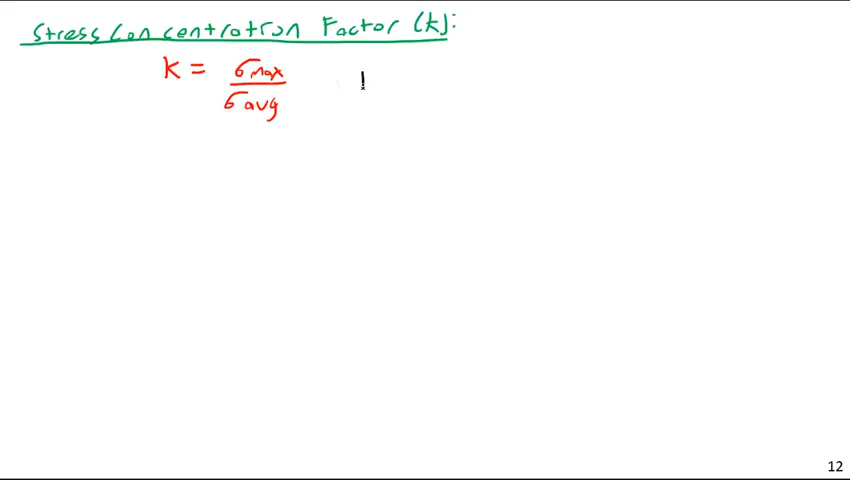 Stress Concentration Factor (k):
k = σmax / σavg
12